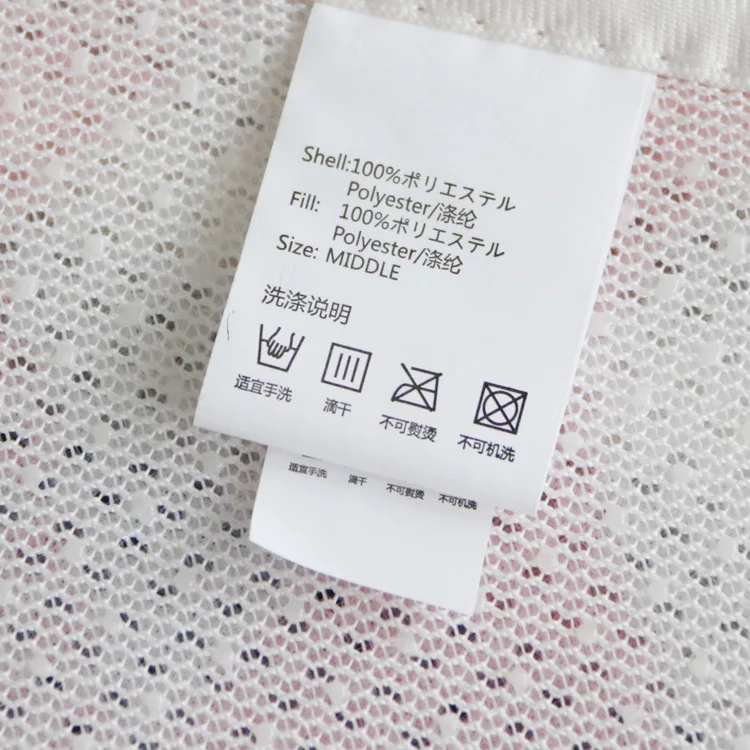 Shell:100%ポリエステル
Polyester/涤纶
Fill: 100%ポリエステル
Polyester/涤纶
Size: MIDDLE
洗涤说明
适宜手洗 滴干 不可熨烫 不可机洗
适宜手洗 滴干 不可熨烫 不可机洗